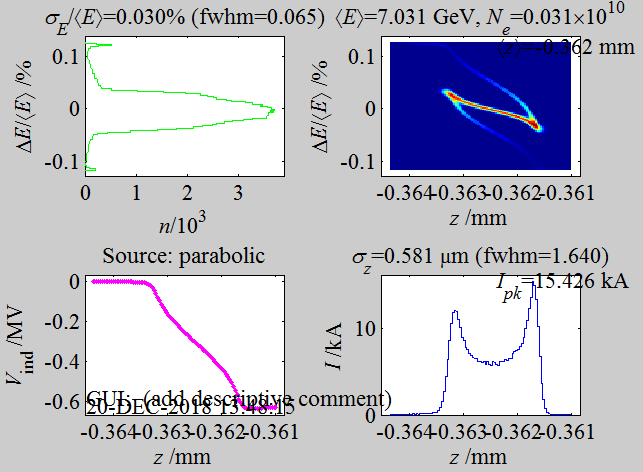 σE/⟨E⟩=0.030% (fwhm=0.065) ⟨E⟩=7.031 GeV, Ne=0.031×10^10
⟨z⟩=-0.362 mm
0.1
0
-0.1
ΔE/⟨E⟩ /%
0 1 2 3
n/10^3
0.1
0
-0.1
ΔE/⟨E⟩ /%
-0.364 -0.363 -0.362 -0.361
z /mm
Source: parabolic
0
-0.2
-0.4
-0.6
Vind /MV
GUI: (add descriptive comment)
20-DEC-2018 13:48:15
-0.364 -0.363 -0.362 -0.361
z /mm
σz=0.581 μm (fwhm=1.640)
Ipk=15.426 kA
10
0
I /kA
-0.364 -0.363 -0.362 -0.361
z /mm